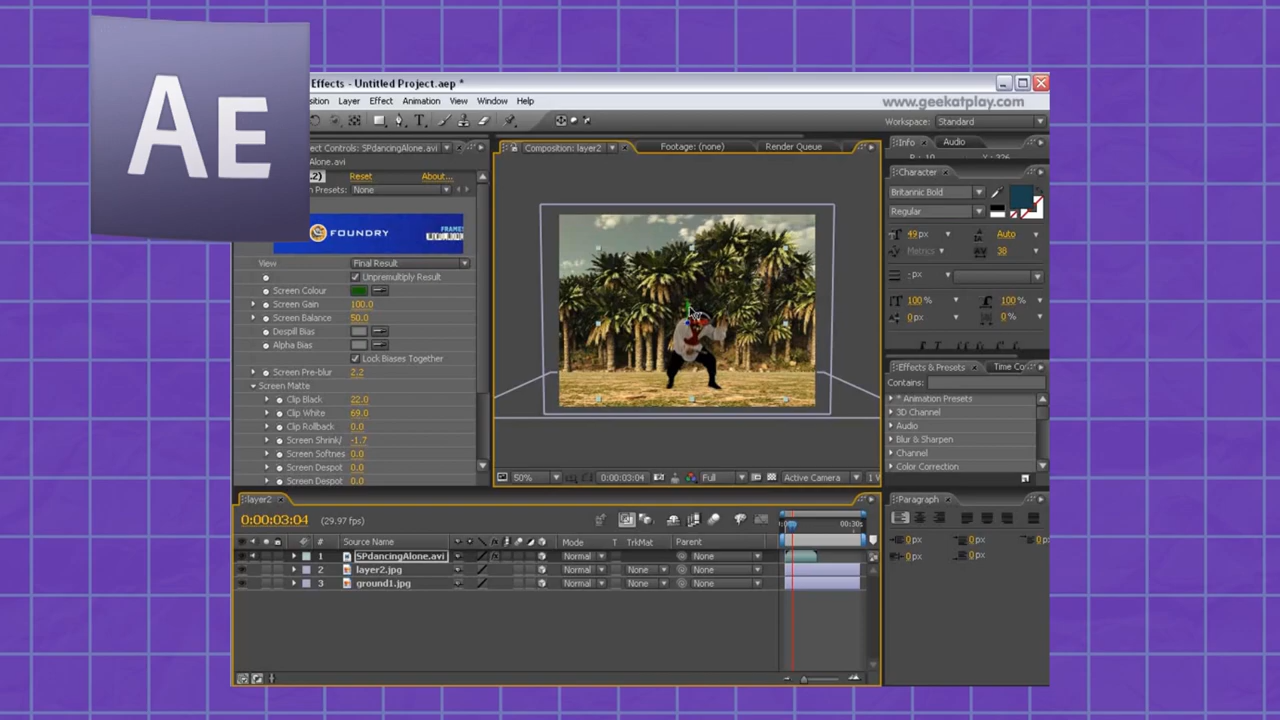 AE
Effects - Untitled Project.aep *
sition Layer Effect Animation View Window Help
www.geekatplay.com
Workspace: Standard
ct Controls: SPdancingAlone.avi
Alone.avi
2) Reset About...
n Presets: None
FOUNDRY
View Final Result
Unpremultiply Result
Screen Colour
Screen Gain 100.0
Screen Balance 50.0
Despill Bias
Alpha Bias
Lock Biases Together
Screen Pre-blur 2.2
Screen Matte
Clip Black 22.0
Clip White 69.0
Clip Rollback 0.0
Screen Shrink/ -1.7
Screen Softnes 0.0
Screen Despot 0.0
Screen Despot 0.0
Composition: layer2 Footage: (none) Render Queue
50% 0:00:03:04 Full Active Camera 1 V
Info Audio
Character
Britannic Bold
Regular
49 px Auto
Metrics 38
- px
100 % 100 %
0 px 0 %
Effects & Presets Time Co
Contains:
* Animation Presets
3D Channel
Audio
Blur & Sharpen
Channel
Color Correction
Paragraph
0 px 0 px 0 p
0 px 0 px
layer2
0:00:03:04 (29.97 fps)
00:30s
# Source Name Mode T TrkMat Parent
1 SPdancingAlone.avi Normal None
2 layer2.jpg Normal None None
3 ground1.jpg Normal None None